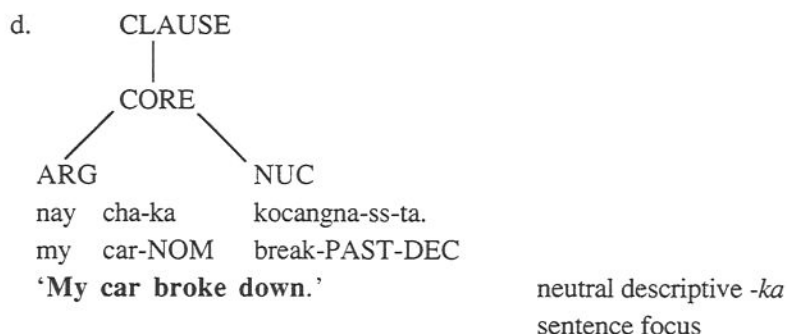 d. CLAUSE
CORE
ARG NUC
nay cha-ka kocangna-ss-ta.
my car-NOM break-PAST-DEC
‘My car broke down.’ neutral descriptive -ka
sentence focus